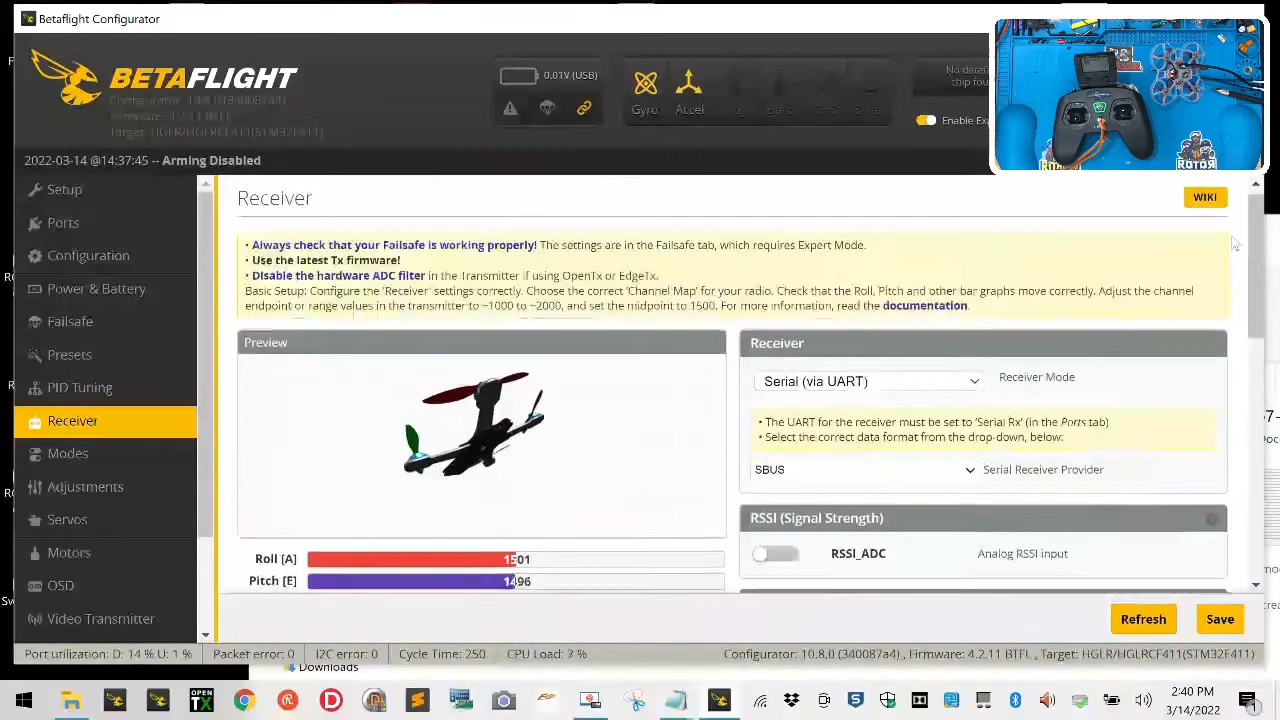 Betaflight Configurator
BETAFLIGHT
0.01V (USB)
Gyro
Accel
Enable Exp
2022-03-14 @14:37:45 -- Arming Disabled
Setup
Ports
Configuration
Power & Battery
Failsafe
Presets
PID Tuning
Receiver
Modes
Adjustments
Servos
Motors
OSD
Video Transmitter
Receiver
WIKI
• Always check that your Failsafe is working properly! The settings are in the Failsafe tab, which requires Expert Mode.
• Use the latest Tx firmware!
• Disable the hardware ADC filter in the Transmitter if using OpenTx or EdgeTx.
Basic Setup: Configure the 'Receiver' settings correctly. Choose the correct 'Channel Map' for your radio. Check that the Roll, Pitch and other bar graphs move correctly. Adjust the channel
endpoint or range values in the transmitter to ~1000 to ~2000, and set the midpoint to 1500. For more information, read the documentation.
Preview
Roll [A] 1501
Pitch [E] 1496
Receiver
Serial (via UART) Receiver Mode
• The UART for the receiver must be set to 'Serial Rx' (in the Ports tab)
• Select the correct data format from the drop-down, below.
SBUS Serial Receiver Provider
RSSI (Signal Strength)
RSSI_ADC Analog RSSI input
Refresh Save
Port utilization: D: 14 % U: 1 % Packet error: 0 I2C error: 0 Cycle Time: 250 CPU Load: 7 % Configurator: 10.8.0 (340087a4), Firmware: 4.2.11 BTFL, Target: HGLR/HGLRCF411(STM32F411)
Downloads
OPEN
TX
2:40 PM
3/14/2022